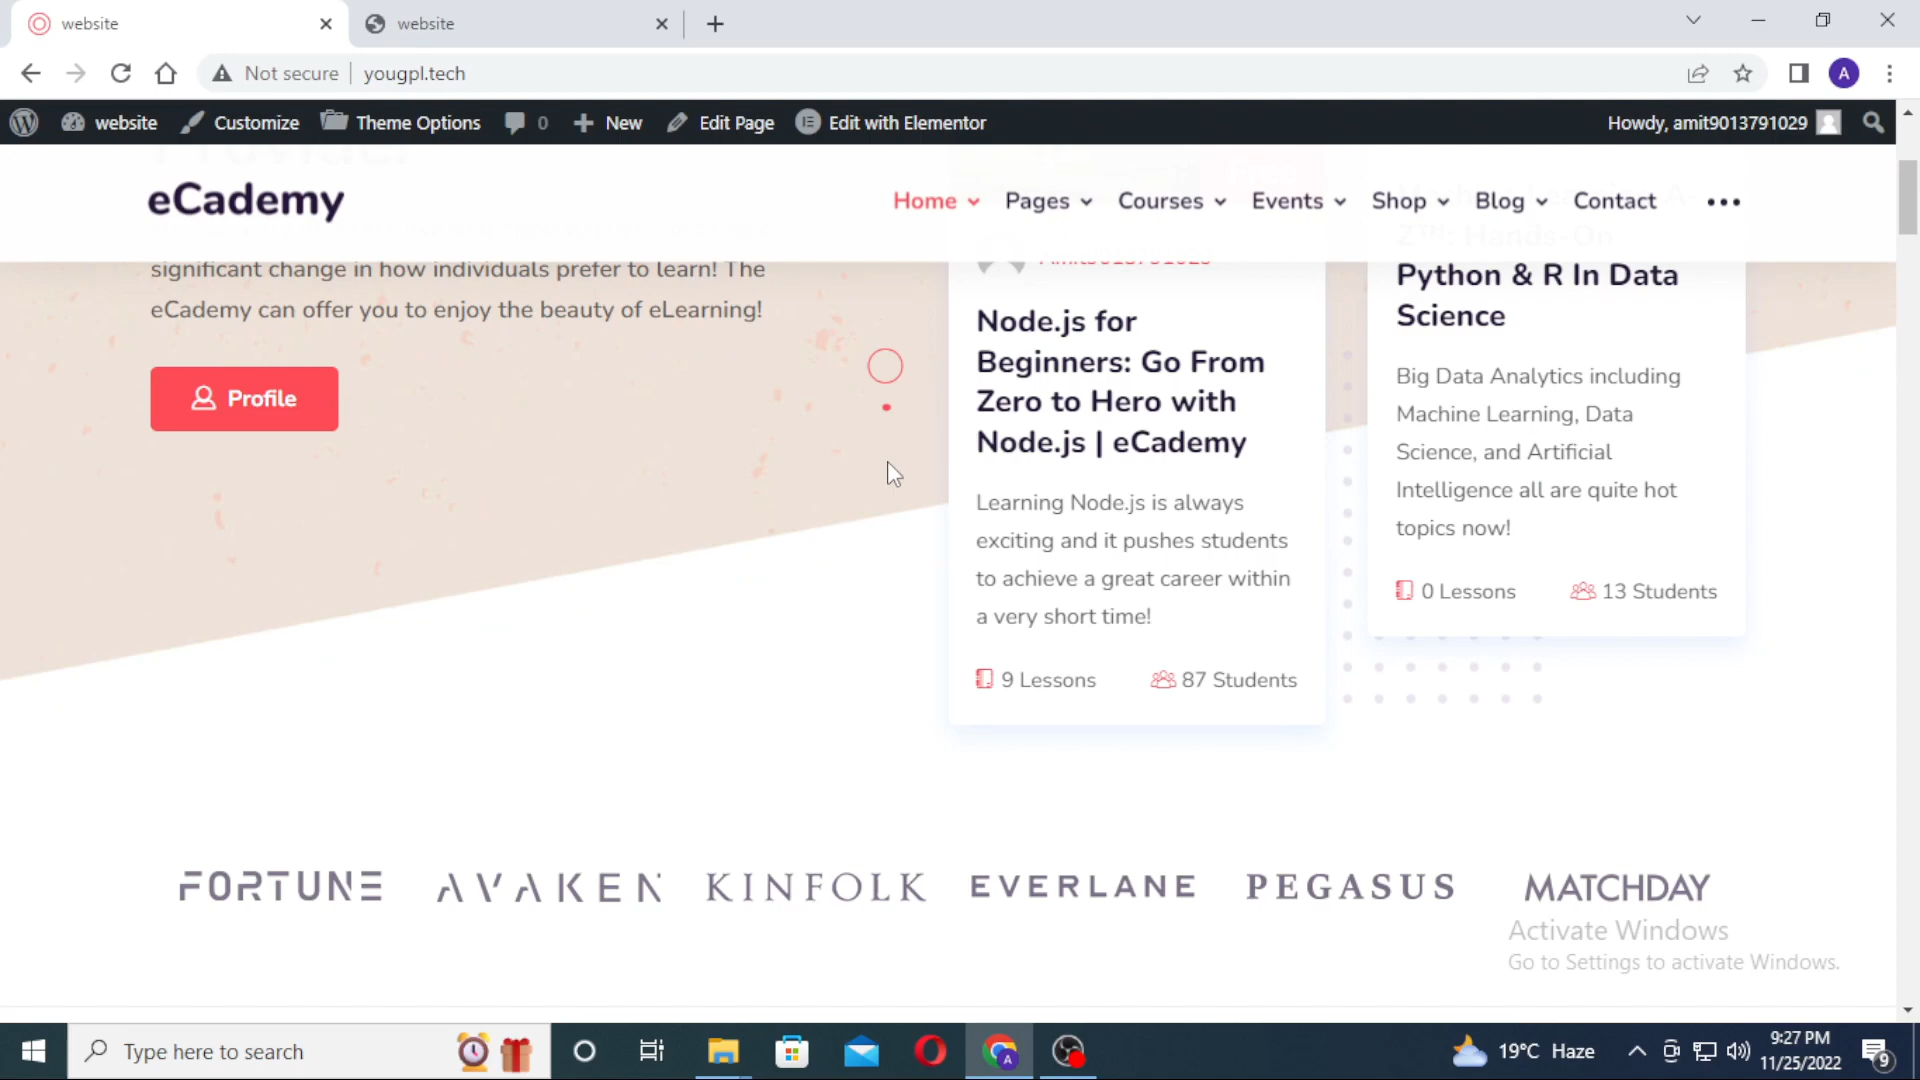 website
website
Not secure
yougpl.tech
A
website
Customize
Theme Options
0
New
Edit Page
Edit with Elementor
Howdy, amit9013791029
eCademy
Home
Pages
Courses
Events
Shop
Blog
Contact
significant change in how individuals prefer to learn! The
eCademy can offer you to enjoy the beauty of eLearning!
Profile
Node.js for
Beginners: Go From
Zero to Hero with
Node.js | eCademy
Learning Node.js is always
exciting and it pushes students
to achieve a great career within
a very short time!
9 Lessons
87 Students
Z™: Hands-On
Python & R In Data
Science
Big Data Analytics including
Machine Learning, Data
Science, and Artificial
Intelligence all are quite hot
topics now!
0 Lessons
13 Students
FORTUNE
AVAKEN
KINFOLK
EVERLANE
PEGASUS
MATCHDAY
Activate Windows
Go to Settings to activate Windows.
Type here to search
A
19°C Haze
9:27 PM
11/25/2022
9